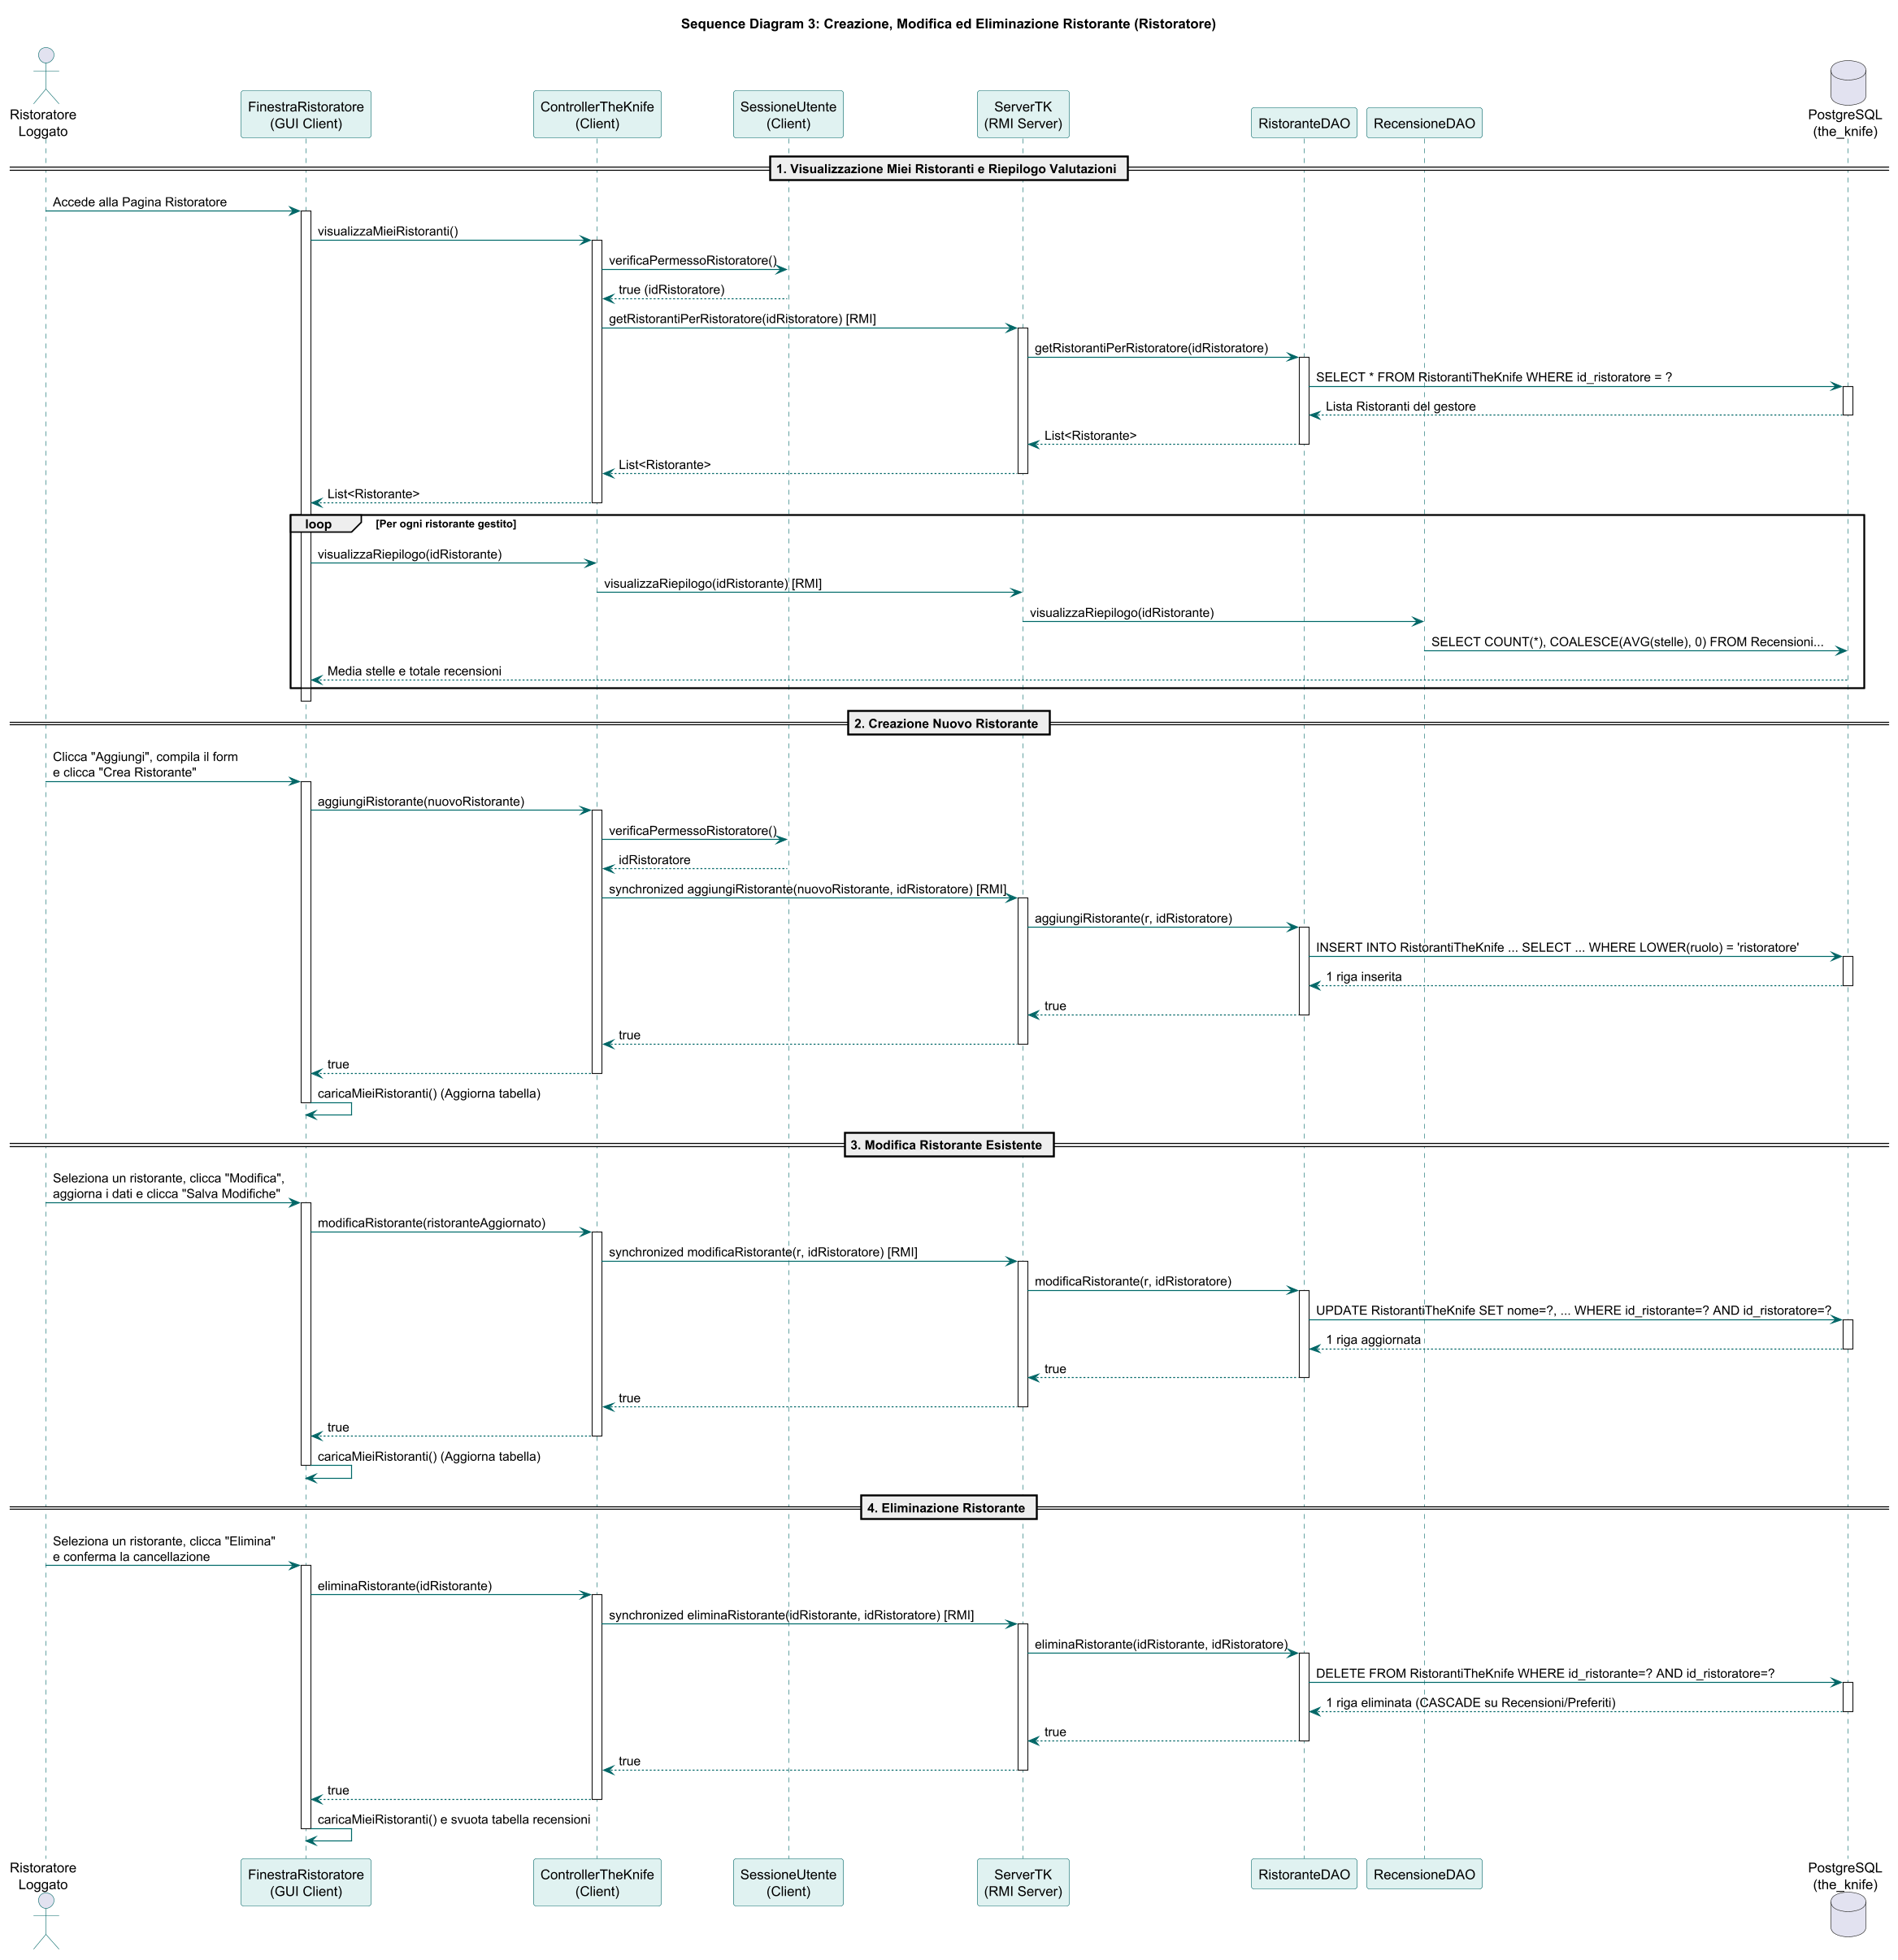 Sequence Diagram 3: Creazione, Modifica ed Eliminazione Ristorante (Ristoratore)
Ristoratore
Loggato
FinestraRistoratore
(GUI Client)
ControllerTheKnife
(Client)
SessioneUtente
(Client)
ServerTK
(RMI Server)
RistoranteDAO
RecensioneDAO
PostgreSQL
(the_knife)
1. Visualizzazione Miei Ristoranti e Riepilogo Valutazioni
Accede alla Pagina Ristoratore
visualizzaMieiRistoranti()
verificaPermessoRistoratore()
true (idRistoratore)
getRistorantiPerRistoratore(idRistoratore) [RMI]
getRistorantiPerRistoratore(idRistoratore)
SELECT * FROM RistorantiTheKnife WHERE id_ristoratore = ?
Lista Ristoranti del gestore
List<Ristorante>
List<Ristorante>
List<Ristorante>
loop [Per ogni ristorante gestito]
visualizzaRiepilogo(idRistorante)
visualizzaRiepilogo(idRistorante) [RMI]
visualizzaRiepilogo(idRistorante)
SELECT COUNT(*), COALESCE(AVG(stelle), 0) FROM Recensioni...
Media stelle e totale recensioni
2. Creazione Nuovo Ristorante
Clicca "Aggiungi", compila il form
e clicca "Crea Ristorante"
aggiungiRistorante(nuovoRistorante)
verificaPermessoRistoratore()
idRistoratore
synchronized aggiungiRistorante(nuovoRistorante, idRistoratore) [RMI]
aggiungiRistorante(r, idRistoratore)
INSERT INTO RistorantiTheKnife ... SELECT ... WHERE LOWER(ruolo) = 'ristoratore'
1 riga inserita
true
true
true
caricaMieiRistoranti() (Aggiorna tabella)
3. Modifica Ristorante Esistente
Seleziona un ristorante, clicca "Modifica",
aggiorna i dati e clicca "Salva Modifiche"
modificaRistorante(ristoranteAggiornato)
synchronized modificaRistorante(r, idRistoratore) [RMI]
modificaRistorante(r, idRistoratore)
UPDATE RistorantiTheKnife SET nome=?, ... WHERE id_ristorante=? AND id_ristoratore=?
1 riga aggiornata
true
true
true
caricaMieiRistoranti() (Aggiorna tabella)
4. Eliminazione Ristorante
Seleziona un ristorante, clicca "Elimina"
e conferma la cancellazione
eliminaRistorante(idRistorante)
synchronized eliminaRistorante(idRistorante, idRistoratore) [RMI]
eliminaRistorante(idRistorante, idRistoratore)
DELETE FROM RistorantiTheKnife WHERE id_ristorante=? AND id_ristoratore=?
1 riga eliminata (CASCADE su Recensioni/Preferiti)
true
true
true
caricaMieiRistoranti() e svuota tabella recensioni
Ristoratore
Loggato
FinestraRistoratore
(GUI Client)
ControllerTheKnife
(Client)
SessioneUtente
(Client)
ServerTK
(RMI Server)
RistoranteDAO
RecensioneDAO
PostgreSQL
(the_knife)